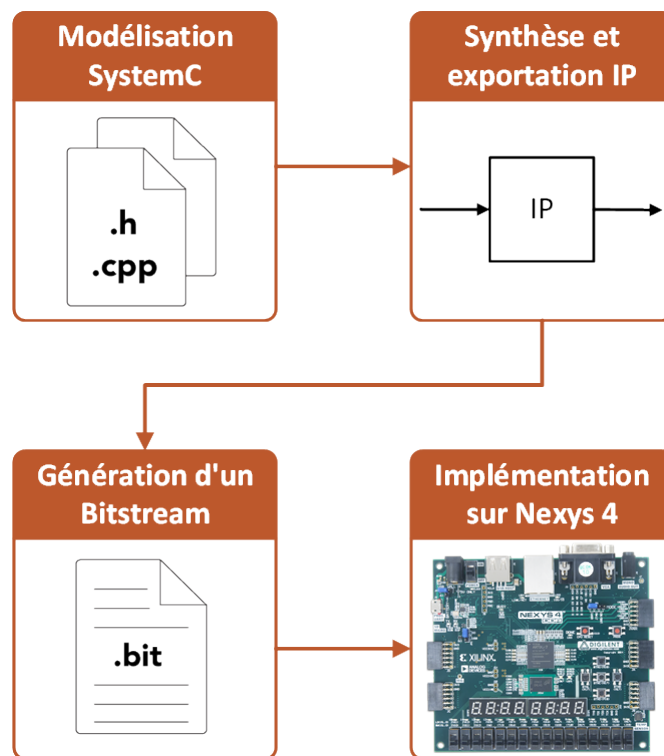 Modélisation
SystemC
.h
.cpp
Synthèse et
exportation IP
IP
Génération d'un
Bitstream
.bit
Implémentation
sur Nexys 4
NEXYS 4
DIGILENT
XILINX